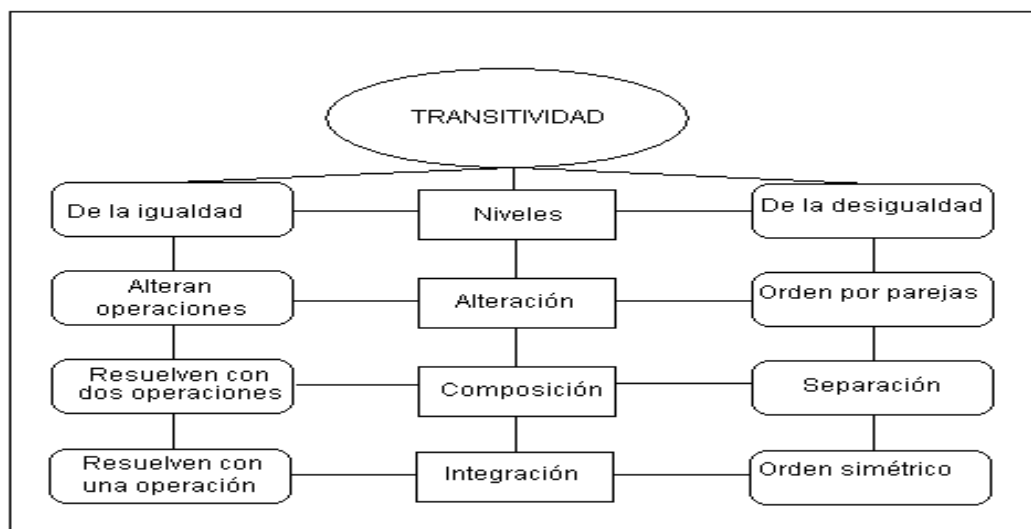 TRANSITIVIDAD
De la igualdad
Niveles
De la desigualdad
Alteran
operaciones
Alteración
Orden por parejas
Resuelven con
dos operaciones
Composición
Separación
Resuelven con
una operación
Integración
Orden simétrico